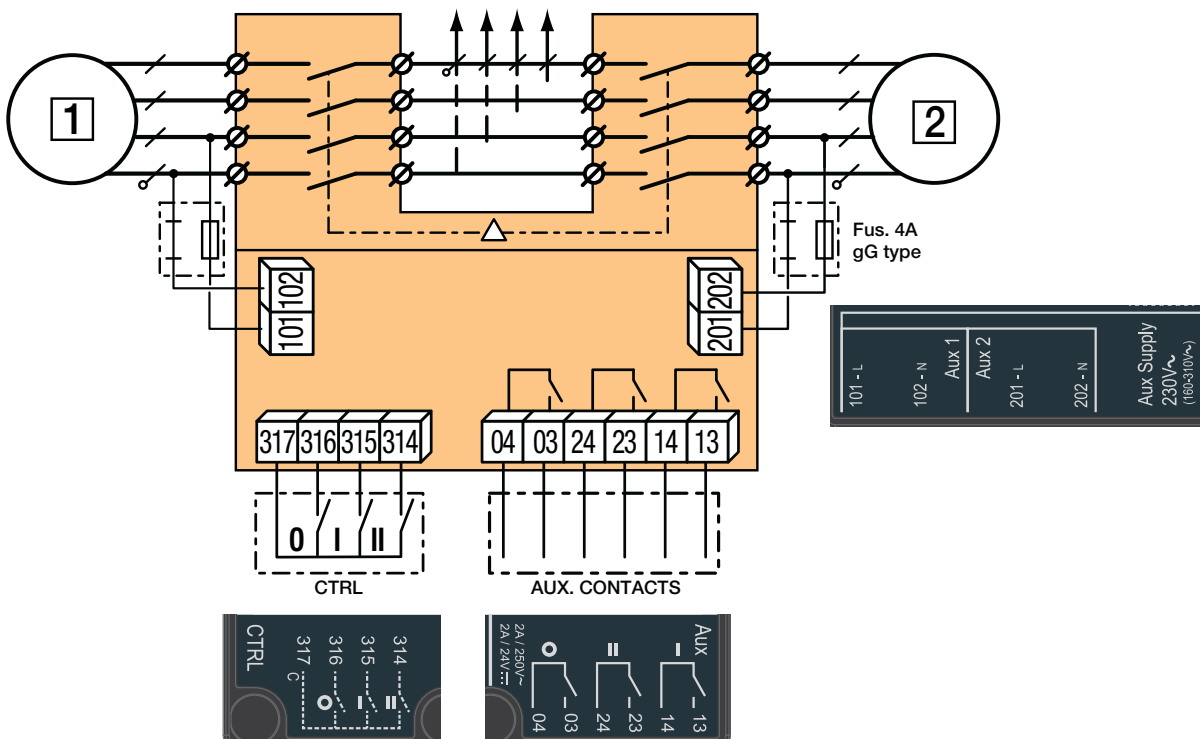 1
2
Fus. 4A
gG type
102
101
202
201
317 316 315 314
04 03 24 23 14 13
0 I II
CTRL
AUX. CONTACTS
101 - L
102 - N
Aux 1
Aux 2
201 - L
202 - N
Aux Supply
230V~
(160-310V~)
CTRL
317
316
315
314
C
O
I
II
2A / 250V~
2A / 24V⎓
O
II
I
Aux
04
03
24
23
14
13